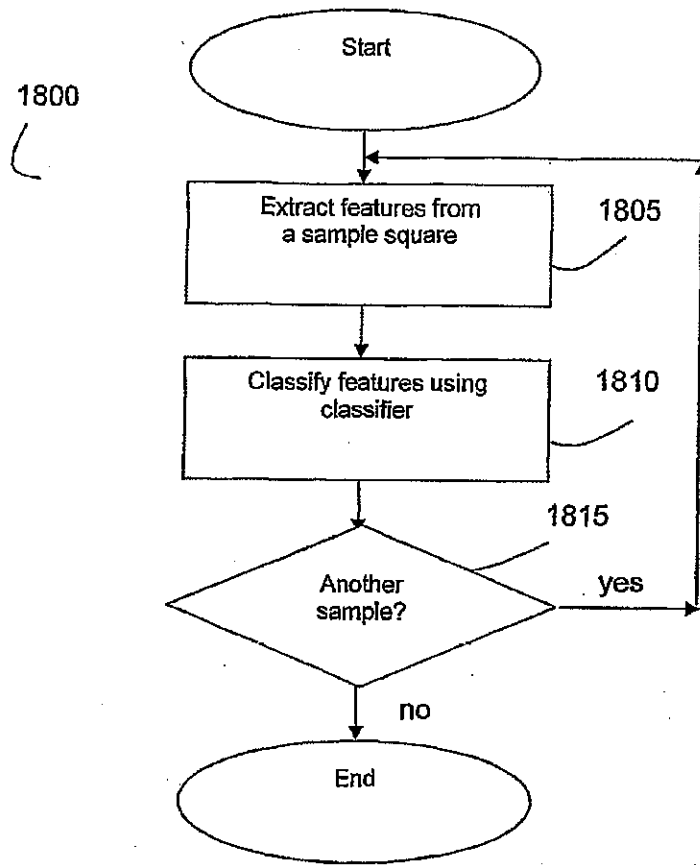 Start
1800
Extract features from
a sample square
1805
Classify features using
classifier
1810
1815
Another
sample?
yes
no
End